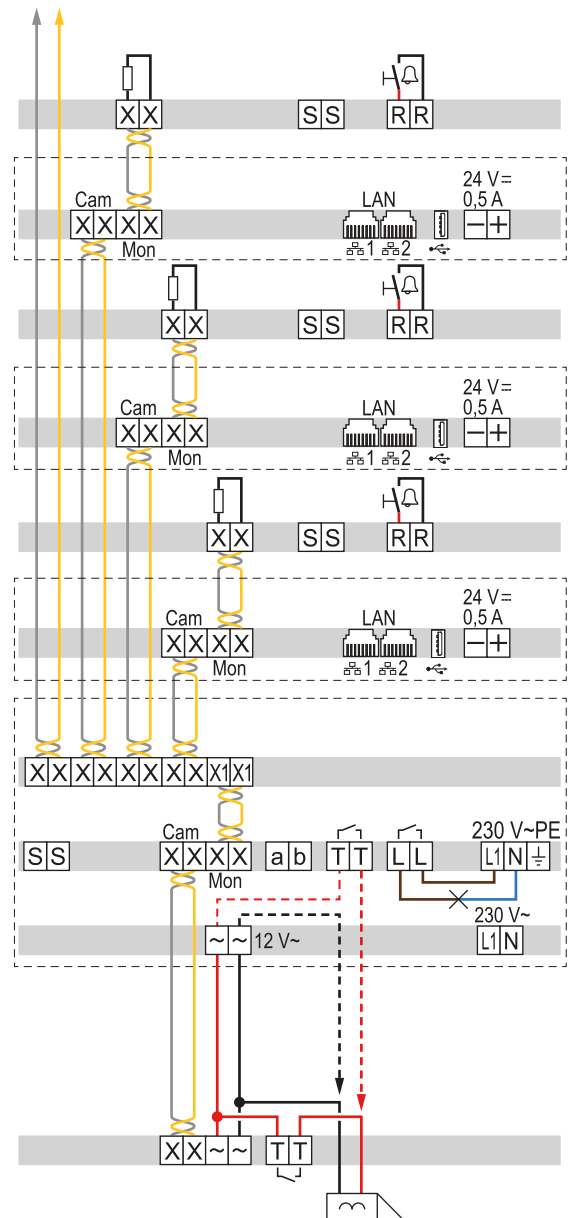 X X S S R R
24 V=
0,5 A
Cam LAN
X X X X − +
Mon 1 2
X X S S R R
24 V=
0,5 A
Cam LAN
X X X X − +
Mon 1 2
X X S S R R
24 V=
0,5 A
Cam LAN
X X X X − +
Mon 1 2
X X X X X X X X X1 X1
Cam 230 V~PE
S S X X X X a b T T L L L1 N
Mon
230 V~
~ ~ 12 V~ L1 N
X X ~ ~ T T